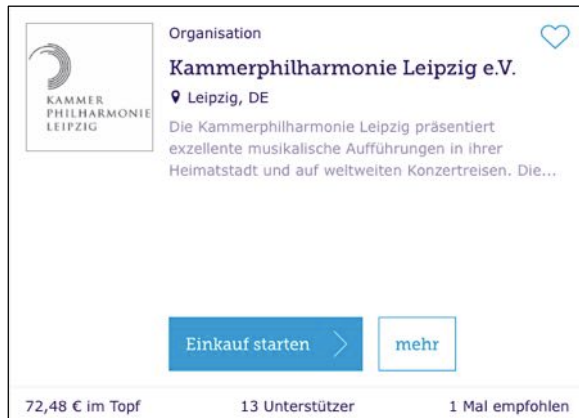 Organisation
Kammerphilharmonie Leipzig e.V.
Leipzig, DE
KAMMER
PHILHARMONIE
LEIPZIG
Die Kammerphilharmonie Leipzig präsentiert
exzellente musikalische Aufführungen in ihrer
Heimatstadt und auf weltweiten Konzertreisen. Die...
Einkauf starten
mehr
72,48 € im Topf
13 Unterstützer
1 Mal empfohlen